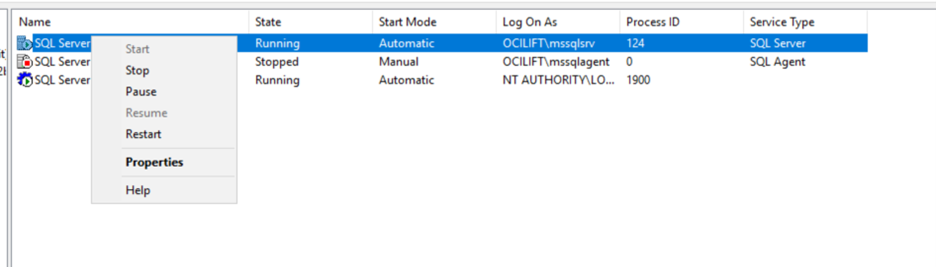 Name State Start Mode Log On As Process ID Service Type
SQL Server Running Automatic OCILIFT\mssqlsrv 124 SQL Server
SQL Server Stopped Manual OCILIFT\mssqlagent 0 SQL Agent
SQL Server Running Automatic NT AUTHORITY\LO... 1900
Start
Stop
Pause
Resume
Restart
Properties
Help